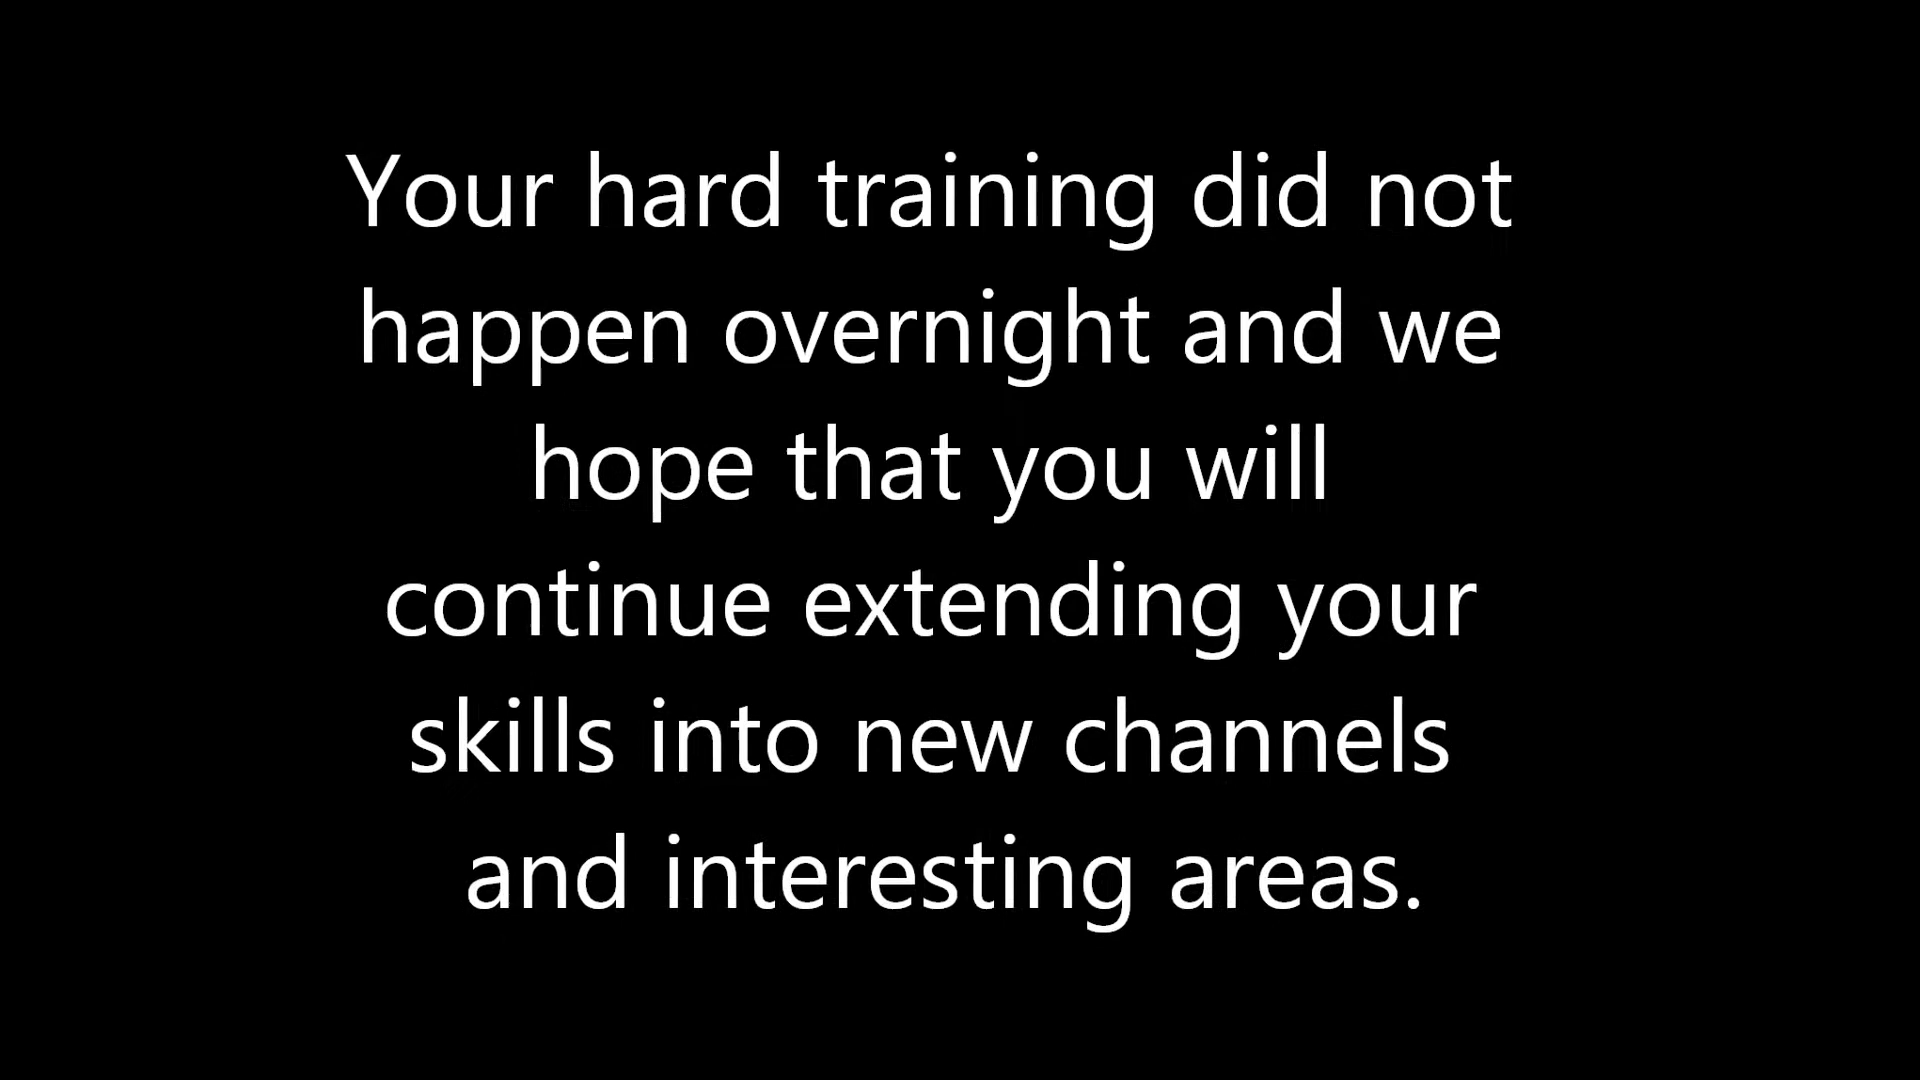 Your hard training did not
happen overnight and we
hope that you will
continue extending your
skills into new channels
and interesting areas.